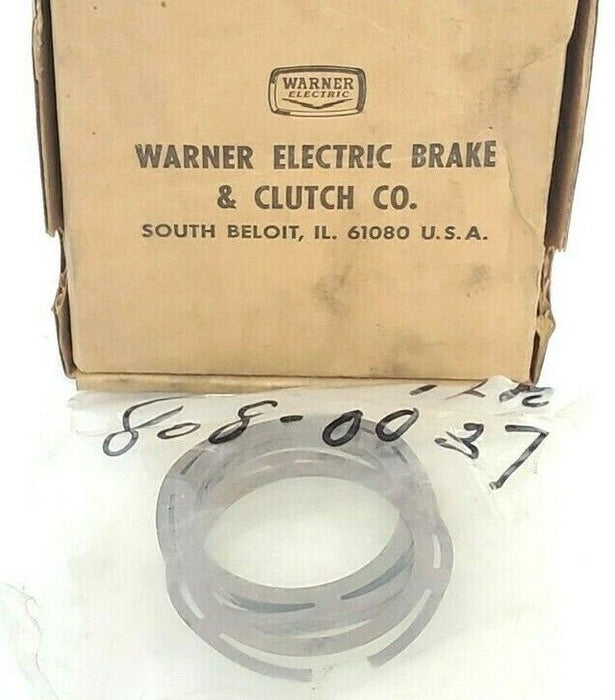 WARNER
ELECTRIC
WARNER ELECTRIC BRAKE
& CLUTCH CO.
SOUTH BELOIT, IL. 61080 U.S.A.
808-0037